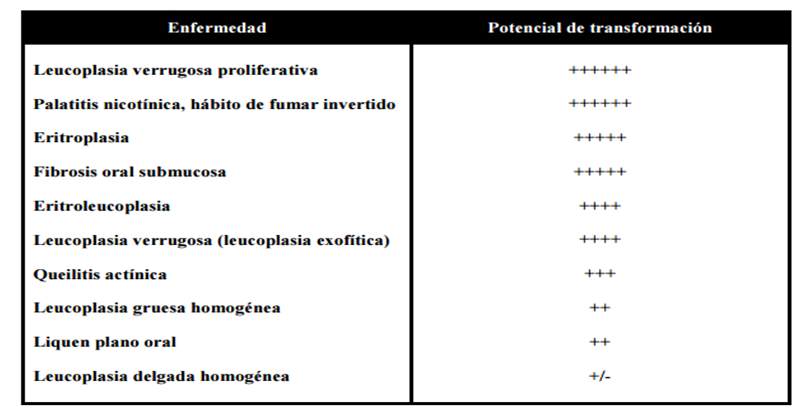 Enfermedad Potencial de transformación
Leucoplasia verrugosa proliferativa ++++++
Palatitis nicotínica, hábito de fumar invertido ++++++
Eritroplasia +++++
Fibrosis oral submucosa +++++
Eritroleucoplasia ++++
Leucoplasia verrugosa (leucoplasia exofítica) ++++
Queilitis actínica +++
Leucoplasia gruesa homogénea ++
Liquen plano oral ++
Leucoplasia delgada homogénea +/-